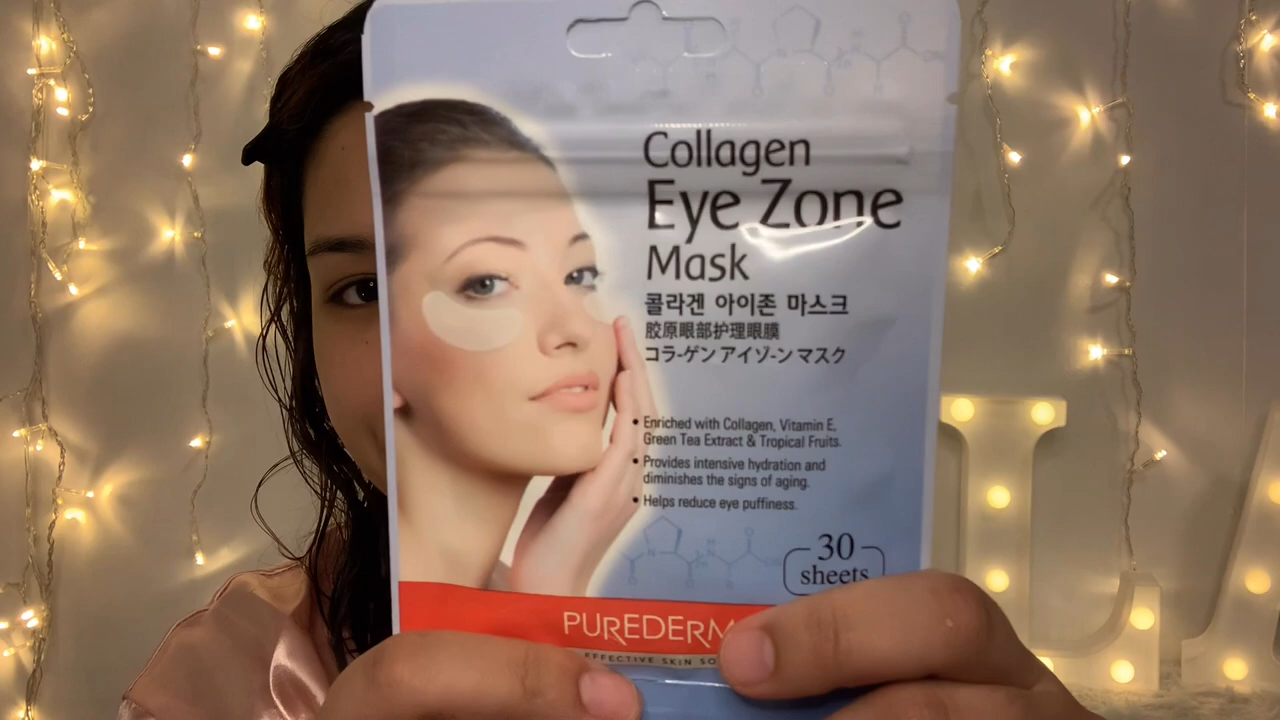 Collagen
Eye Zone
Mask
콜라겐 아이존 마스크
胶原眼部护理眼膜
コラーゲン アイゾーン マスク
• Enriched with Collagen, Vitamin E,
Green Tea Extract & Tropical Fruits.
• Provides intensive hydration and
diminishes the signs of aging.
• Helps reduce eye puffiness.
30
sheets
PUREDERM
EFFECTIVE SKIN